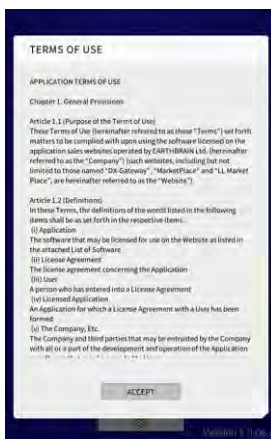 TERMS OF USE
APPLICATION TERMS OF USE
Chapter 1. General Provisions
Article 1.1 (Purpose of the Terms of Use)
These Terms of Use (hereinafter referred to as these "Terms") set forth
matters to be complied with upon using the software licensed on the
application sales websites operated by EARTHBRAIN Ltd. (hereinafter
referred to as the "Company") (such websites, including but not
limited to those named "DX-Gateway", "MarketPlace" and "LL Market
Place", are hereinafter referred to as the "Website").
Article 1.2 (Definitions)
In these Terms, the definitions of the words listed in the following
items shall be as set forth in the respective items.
(i) Application
The software that may be licensed for use on the Website as listed in
the attached List of Software
(ii) License Agreement
The license agreement concerning the Application
(iii) User
A person who has entered into a License Agreement
(iv) Licensed Application
An Application for which a License Agreement with a User has been
formed
(v) The Company, Etc.
The Company and third parties that may be entrusted by the Company
with all or a part of the development and operation of the Application
ACCEPT
Version